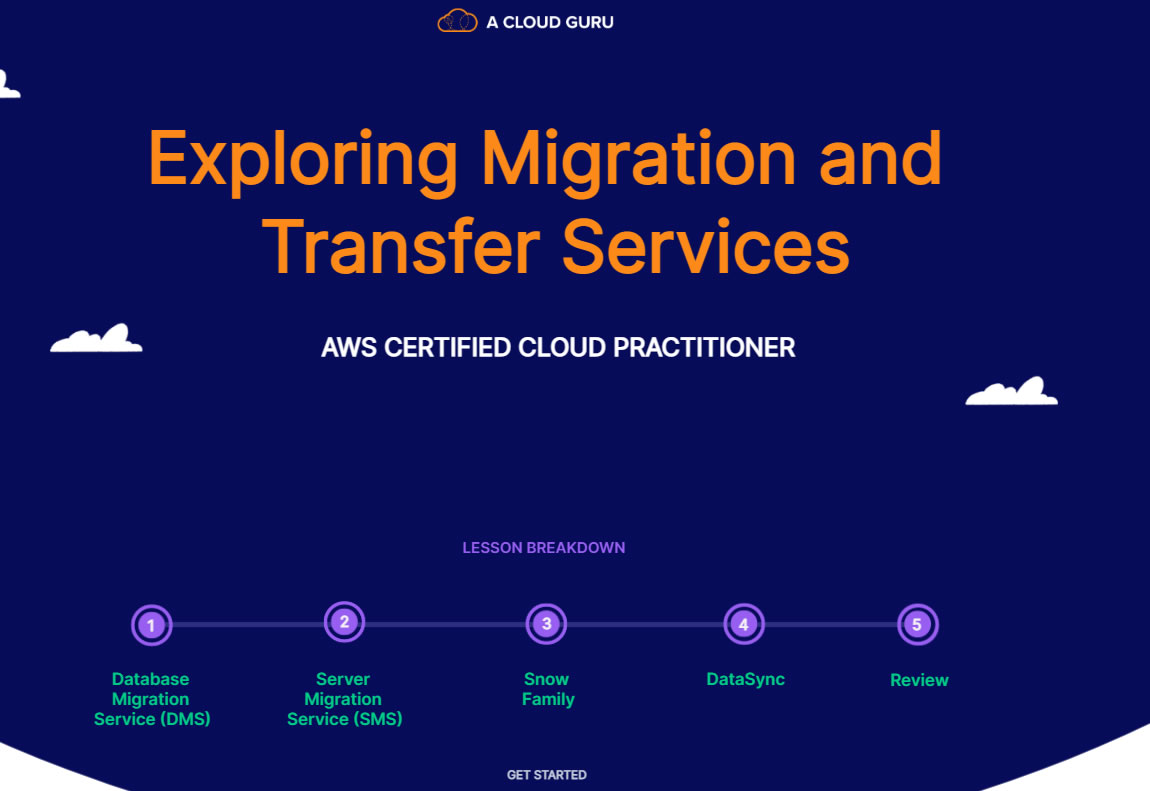 A CLOUD GURU
Exploring Migration and
Transfer Services
AWS CERTIFIED CLOUD PRACTITIONER
LESSON BREAKDOWN
1
Database
Migration
Service (DMS)
2
Server
Migration
Service (SMS)
3
Snow
Family
4
DataSync
5
Review
GET STARTED